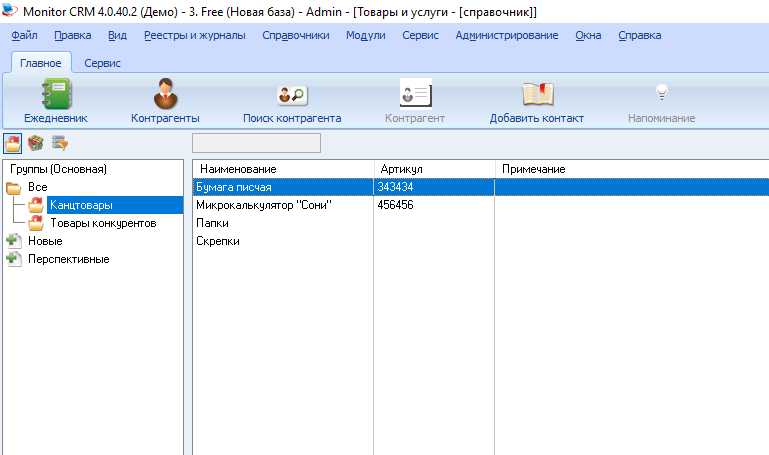 Monitor CRM 4.0.40.2 (Демо) - 3. Free (Новая база) - Admin - [Товары и услуги - [справочник]]
Файл Правка Вид Реестры и журналы Справочники Модули Сервис Администрирование Окна Справка
Главное Сервис
Ежедневник Контрагенты Поиск контрагента Контрагент Добавить контакт Напоминание
Группы (Основная) Наименование Артикул Примечание
Все Бумага писчая 343434
Канцтовары Микрокалькулятор "Сони" 456456
Товары конкурентов Папки
Новые Скрепки
Перспективные